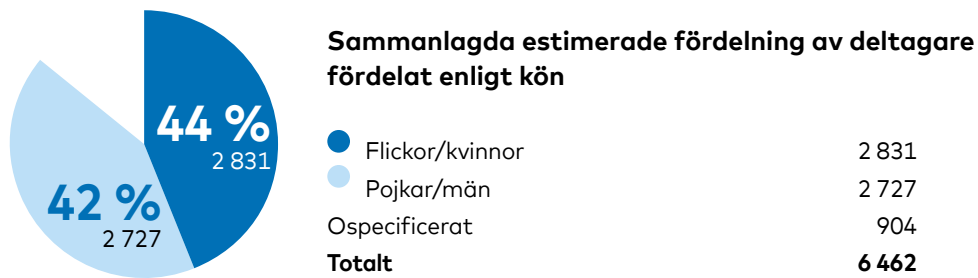 Sammanlagda estimerade fördelning av deltagare
fördelat enligt kön
44 %
2 831
42 %
2 727
Flickor/kvinnor 2 831
Pojkar/män 2 727
Ospecificerat 904
Totalt 6 462